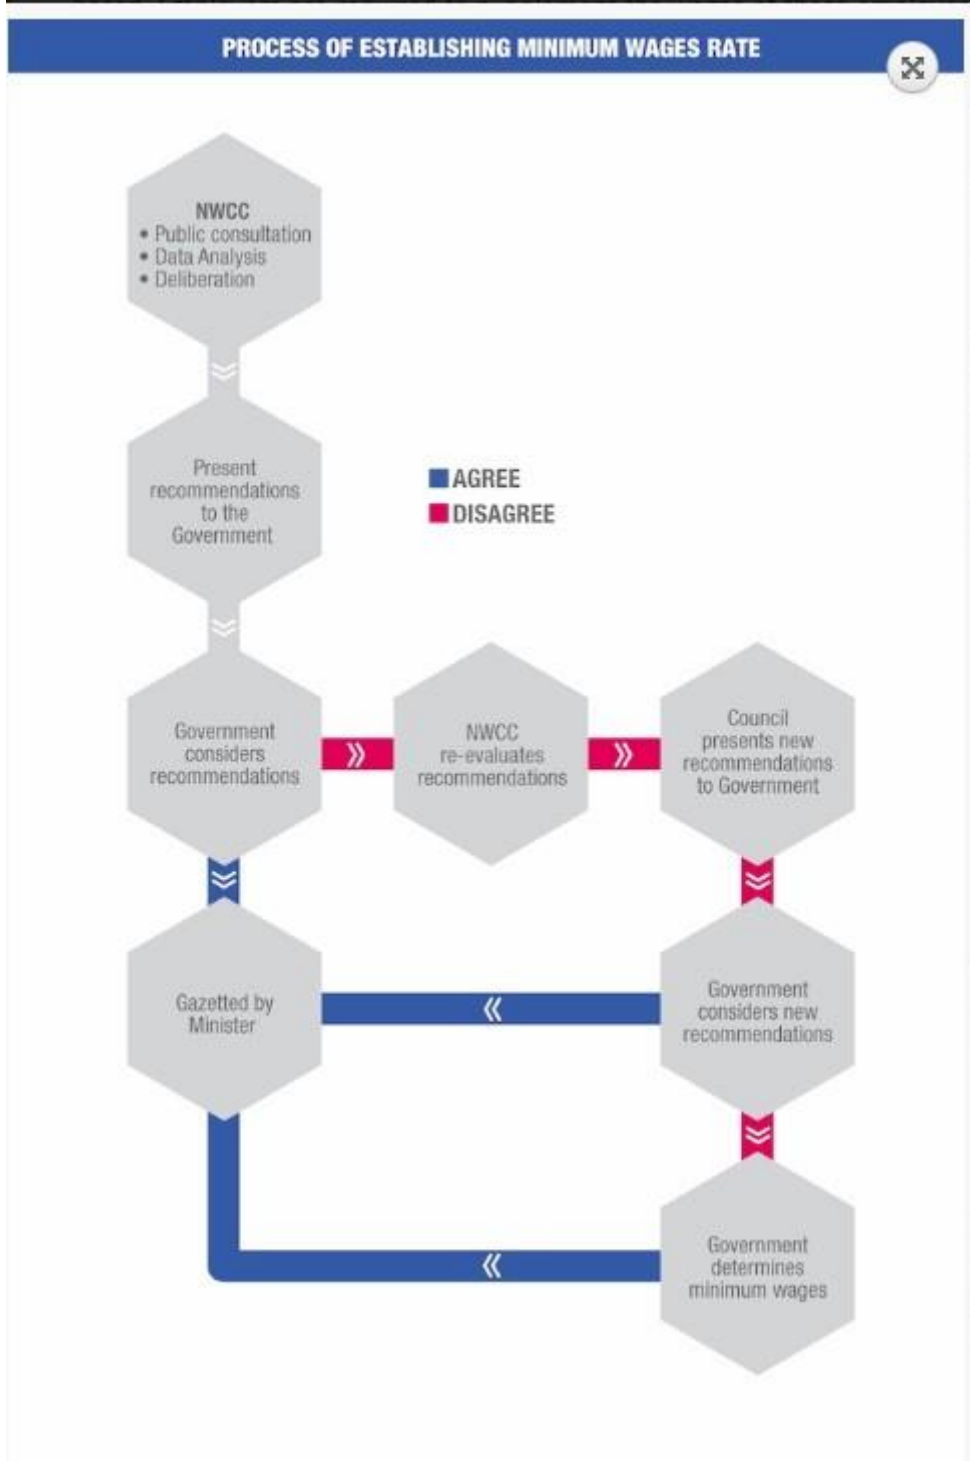 PROCESS OF ESTABLISHING MINIMUM WAGES RATE
NWCC
• Public consultation
• Data Analysis
• Deliberation
Present
recommendations
to the
Government
AGREE
DISAGREE
Government
considers
recommendations
NWCC
re-evaluates
recommendations
Council
presents new
recommendations
to Government
Gazetted by
Minister
Government
considers new
recommendations
Government
determines
minimum wages